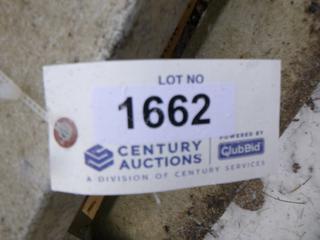 LOT NO
1662
CENTURY
AUCTIONS
POWERED BY
ClubBid
A DIVISION OF CENTURY SERVICES